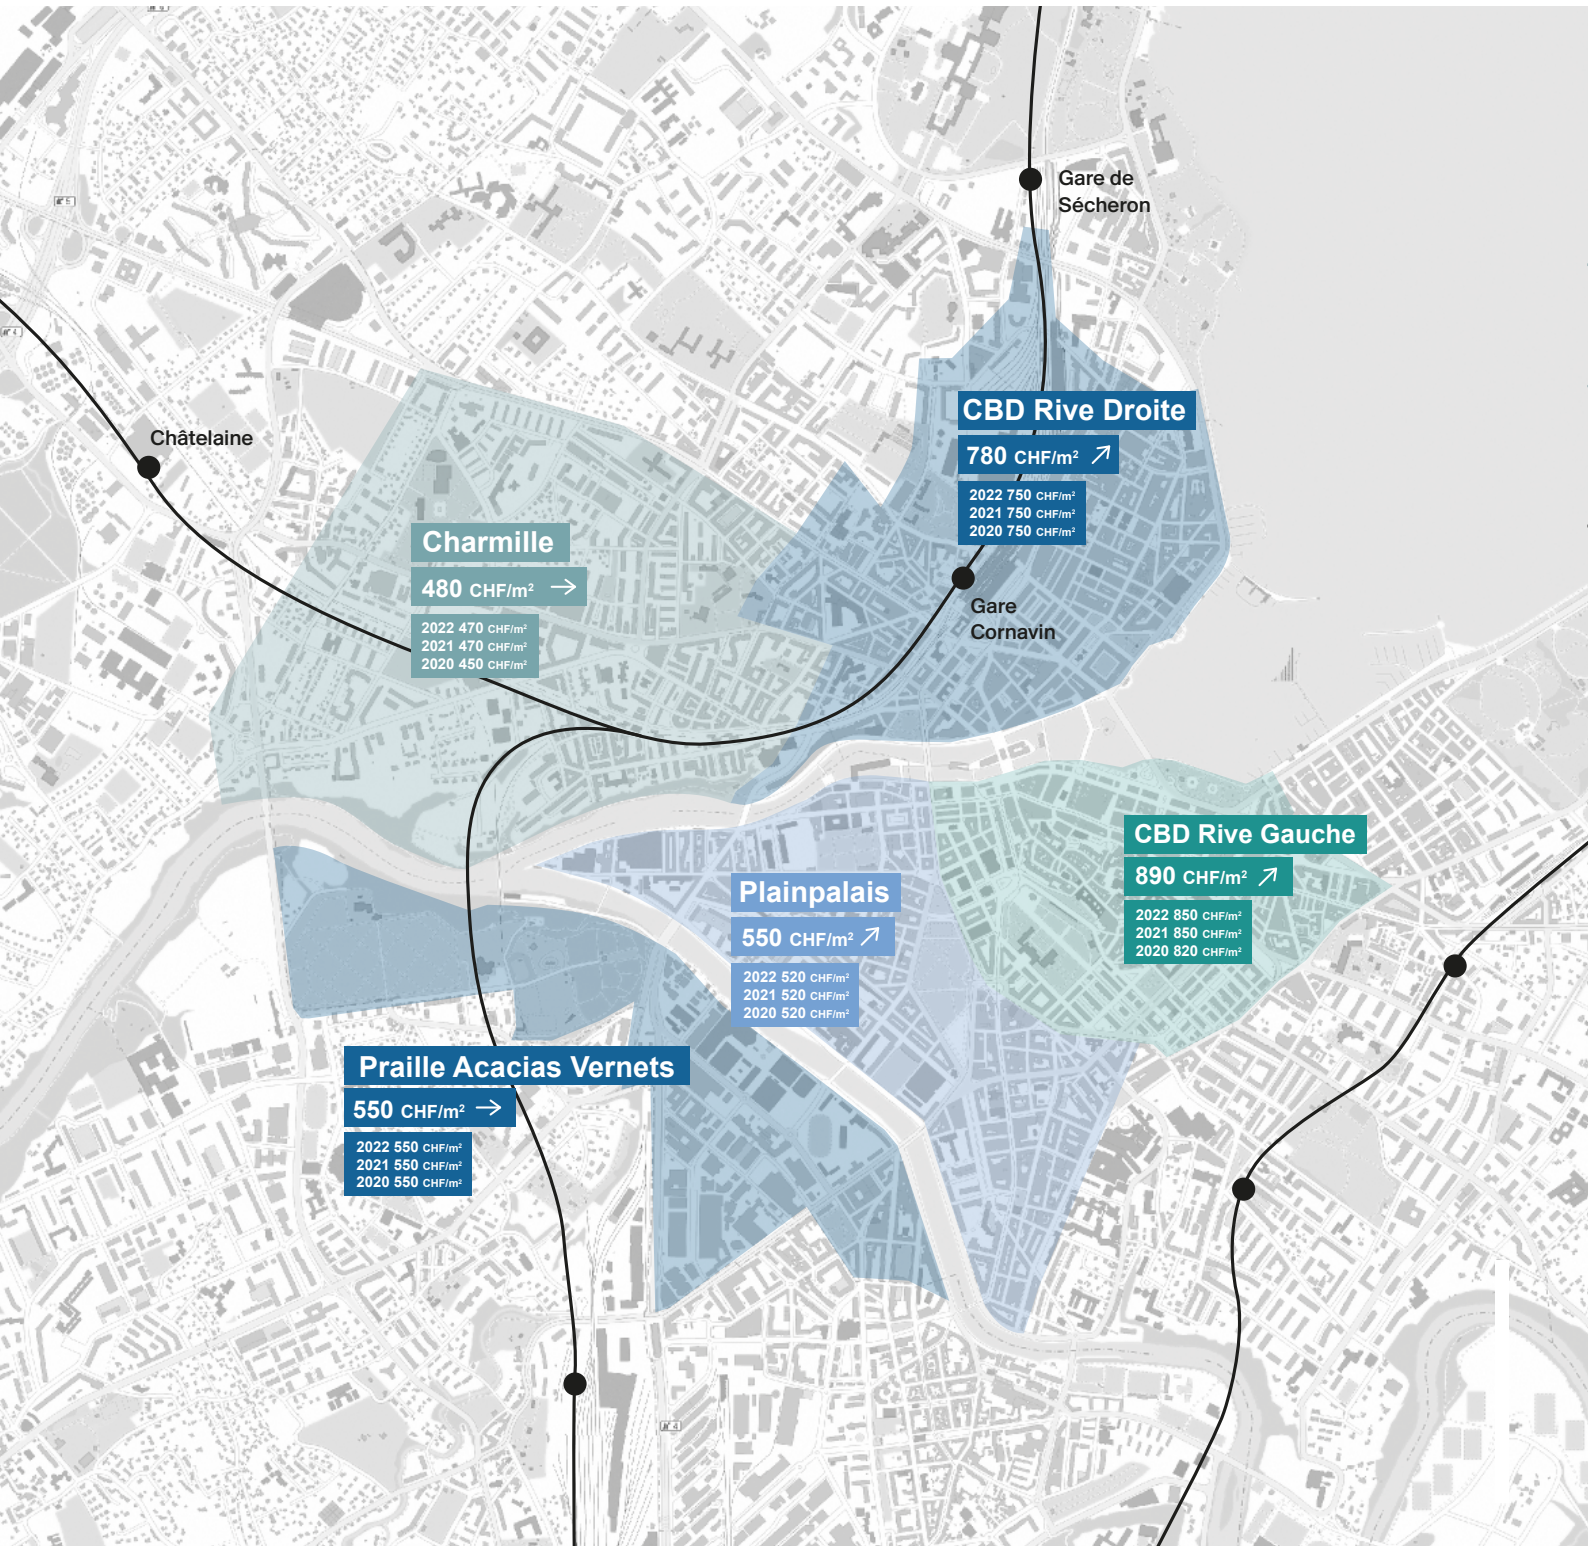 Gare de
Sécheron
CBD Rive Droite
780 CHF/m²
2022 750 CHF/m²
2021 750 CHF/m²
2020 750 CHF/m²
Châtelaine
Charmille
480 CHF/m²
2022 470 CHF/m²
2021 470 CHF/m²
2020 450 CHF/m²
Gare
Cornavin
CBD Rive Gauche
890 CHF/m²
2022 850 CHF/m²
2021 850 CHF/m²
2020 820 CHF/m²
Plainpalais
550 CHF/m²
2022 520 CHF/m²
2021 520 CHF/m²
2020 520 CHF/m²
Praille Acacias Vernets
550 CHF/m²
2022 550 CHF/m²
2021 550 CHF/m²
2020 550 CHF/m²